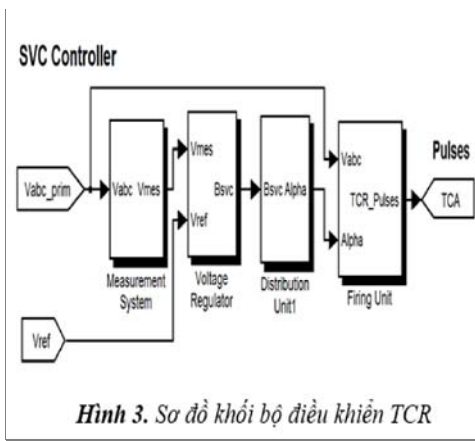 SVC Controller
Pulses
Vabc_prim
Vabc Vmes
Vmes
Vref
Bsvc
Bsvc Alpha
Vabc
TCR_Pulses
Alpha
TCA
Measurement
System
Voltage
Regulator
Distribution
Unit1
Firing Unit
Vref
Hình 3. Sơ đồ khối bộ điều khiển TCR